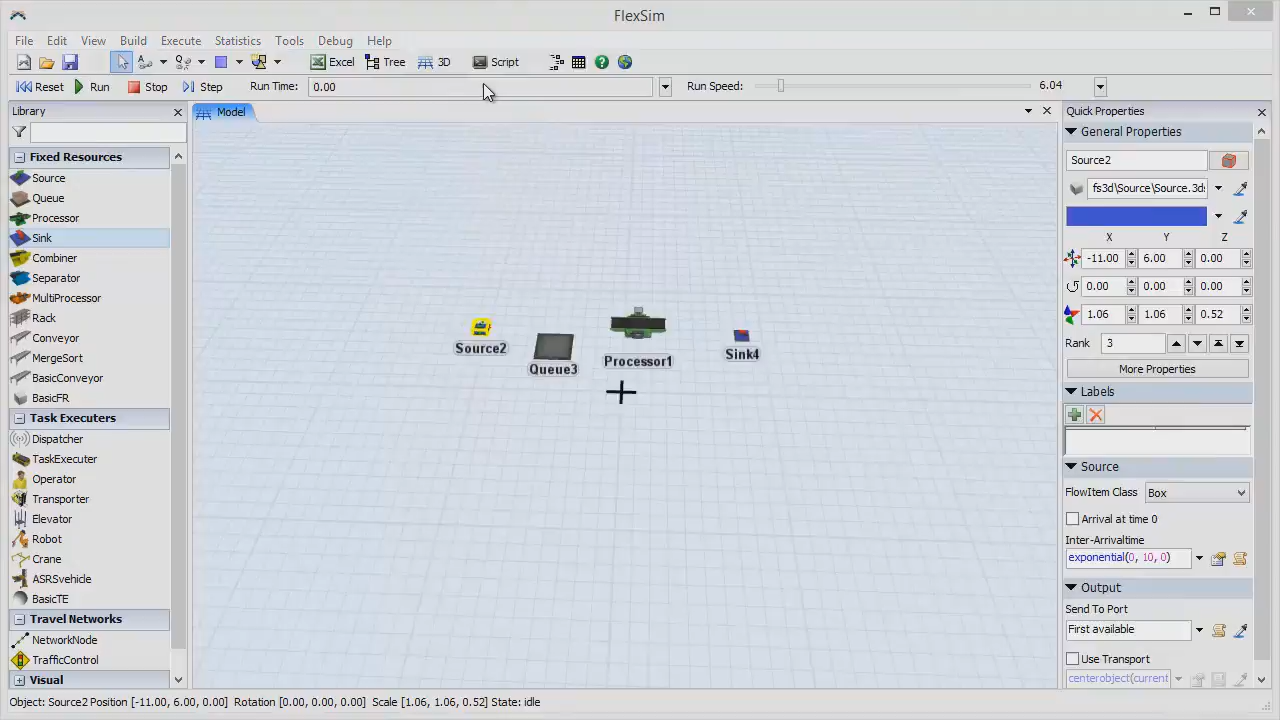 FlexSim
File Edit View Build Execute Statistics Tools Debug Help
Excel Tree 3D Script
Reset Run Stop Step Run Time: 0.00 Run Speed: 6.04
Library
Fixed Resources
Source
Queue
Processor
Sink
Combiner
Separator
MultiProcessor
Rack
Conveyor
MergeSort
BasicConveyor
BasicFR
Task Executers
Dispatcher
TaskExecuter
Operator
Transporter
Elevator
Robot
Crane
ASRSvehicle
BasicTE
Travel Networks
NetworkNode
TrafficControl
Visual
Model
Source2
Queue3
Processor1
Sink4
Quick Properties
General Properties
Source2
fs3d\Source\Source.3d
X Y Z
-11.00 6.00 0.00
0.00 0.00 0.00
1.06 1.06 0.52
Rank 3
More Properties
Labels
Source
FlowItem Class Box
Arrival at time 0
Inter-Arrivaltime
exponential(0, 10, 0)
Output
Send To Port
First available
Use Transport
centerobject(current
Object: Source2 Position [-11.00, 6.00, 0.00] Rotation [0.00, 0.00, 0.00] Scale [1.06, 1.06, 0.52] State: idle